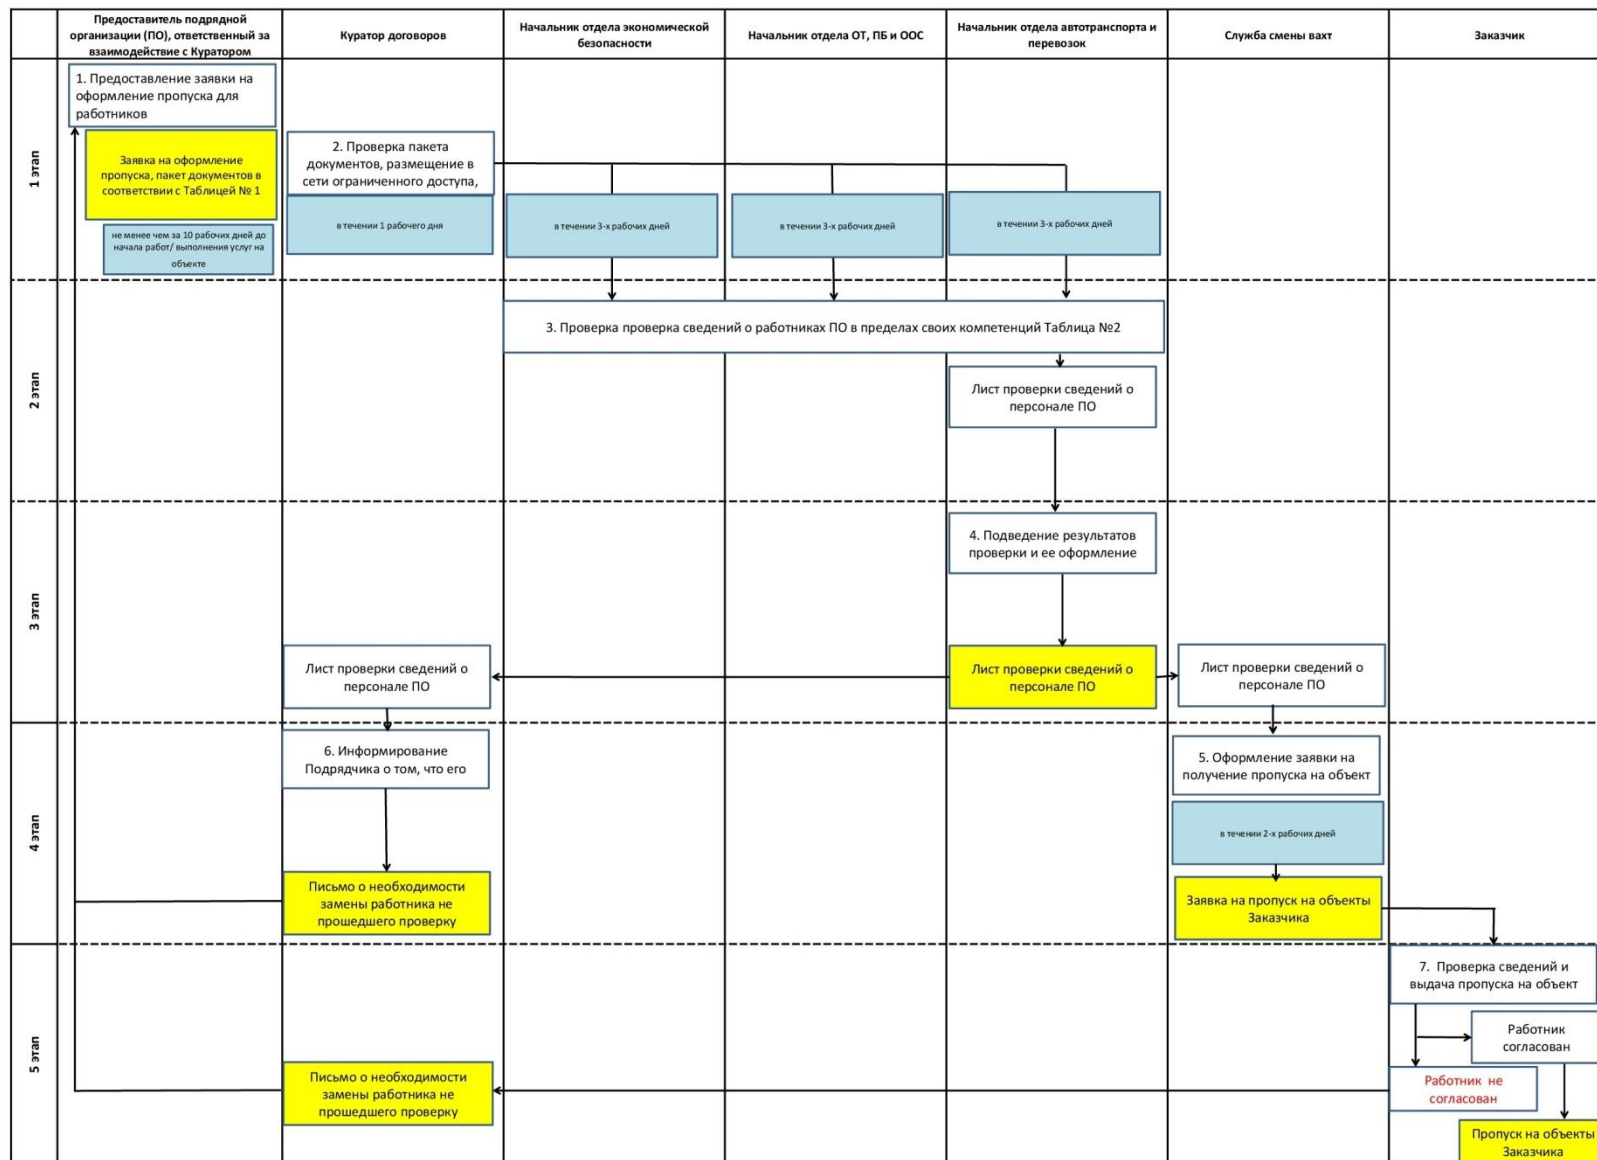 Предоставитель подрядной
организации (ПО), ответственный за
взаимодействие с Куратором
Куратор договоров
Начальник отдела экономической
безопасности
Начальник отдела ОТ, ПБ и ООС
Начальник отдела автотранспорта и
перевозок
Служба смены вахт
Заказчик
1 этап
1. Предоставление заявки на
оформление пропуска для
работников
Заявка на оформление
пропуска, пакет документов в
соответствии с Таблицей № 1
не менее чем за 10 рабочих дней до
начала работ/ выполнения услуг на
объекте
2. Проверка пакета
документов, размещение в
сети ограниченного доступа,
в течении 1 рабочего дня
в течении 3-х рабочих дней
в течении 3-х рабочих дней
в течении 3-х рабочих дней
2 этап
3. Проверка проверка сведений о работниках ПО в пределах своих компетенций Таблица №2
Лист проверки сведений о
персонале ПО
3 этап
4. Подведение результатов
проверки и ее оформление
Лист проверки сведений о
персонале ПО
Лист проверки сведений о
персонале ПО
Лист проверки сведений о
персонале ПО
4 этап
6. Информирование
Подрядчика о том, что его
5. Оформление заявки на
получение пропуска на объект
в течении 2-х рабочих дней
Письмо о необходимости
замены работника не
прошедшего проверку
Заявка на пропуск на объекты
Заказчика
5 этап
7. Проверка сведений и
выдача пропуска на объект
Работник
согласован
Работник не
согласован
Письмо о необходимости
замены работника не
прошедшего проверку
Пропуск на объекты
Заказчика